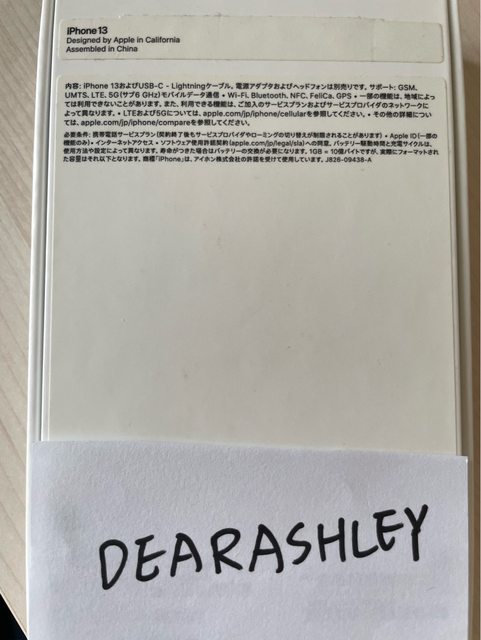 iPhone 13
Designed by Apple in California
Assembled in China
内容: iPhone 13およびUSB-C - Lightningケーブル。電源アダプタおよびヘッドフォンは別売りです。サポート: GSM、
UMTS、LTE、5G(サブ6 GHz)モバイルデータ通信 • Wi-Fi、Bluetooth、NFC、FeliCa、GPS • 一部の機能は、地域によっ
ては利用できないことがあります。また、利用できる機能は、ご加入のサービスプランおよびサービスプロバイダのネットワークに
よって異なります。 • LTEおよび5Gについては、apple.com/jp/iphone/cellularを参照してください。 • その他の詳細につい
ては、apple.com/jp/iphone/compareを参照してください。
必要条件: 携帯電話サービスプラン (契約終了後もサービスプロバイダやローミングの切り替えが制限されることがあります) • Apple ID (一部の
機能のみ) • インターネットアクセス • ソフトウェア使用許諾契約 (apple.com/jp/legal/sla) への同意。バッテリー駆動時間と充電サイクルは、
使用方法や設定によって異なります。寿命がつきた場合はバッテリーの交換が必要になります。1GB = 10億バイトですが、実際にフォーマットされ
た容量はそれ以下となります。商標「iPhone」は、アイホン株式会社の許諾を受けて使用しています。 J826-09438-A
DEARASHLEY